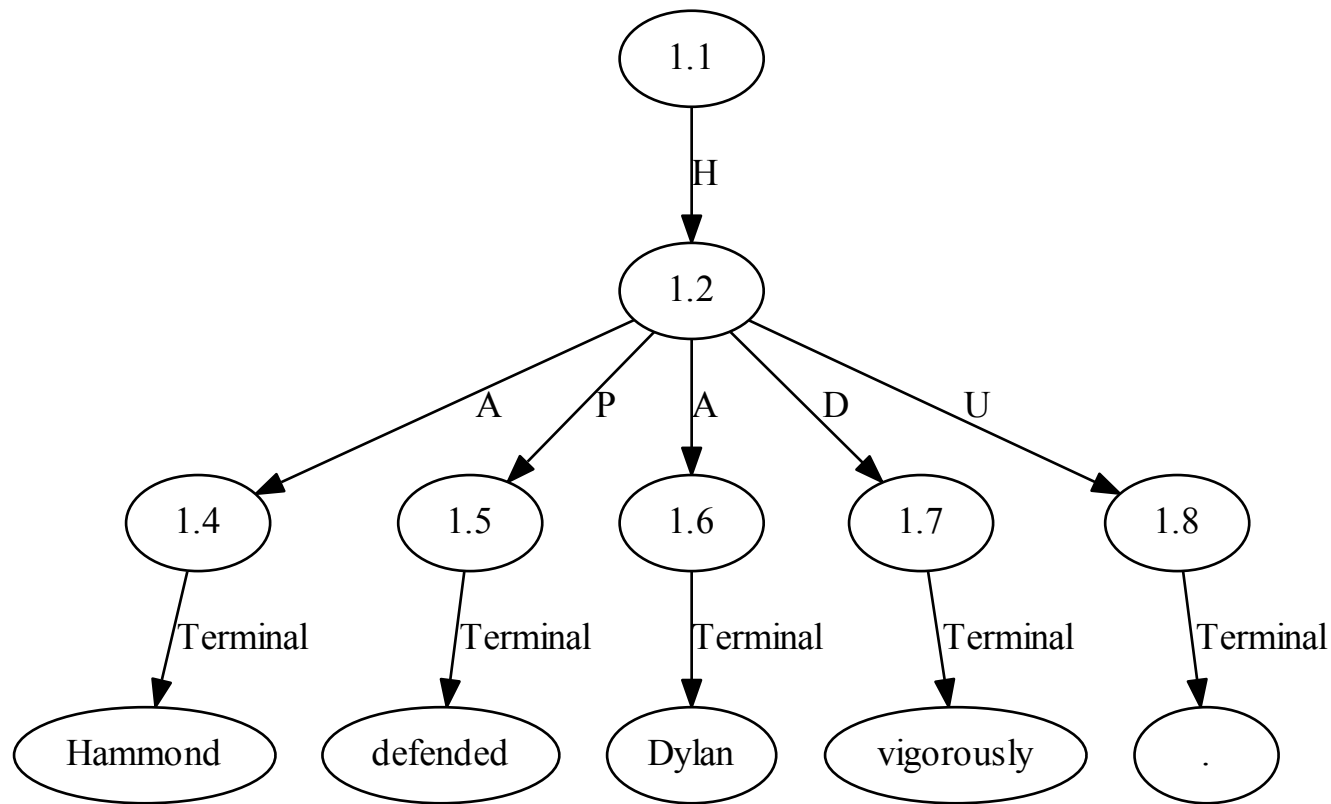 1.1
H
1.2
A P A D U
1.4 1.5 1.6 1.7 1.8
Terminal Terminal Terminal Terminal Terminal
Hammond defended Dylan vigorously .